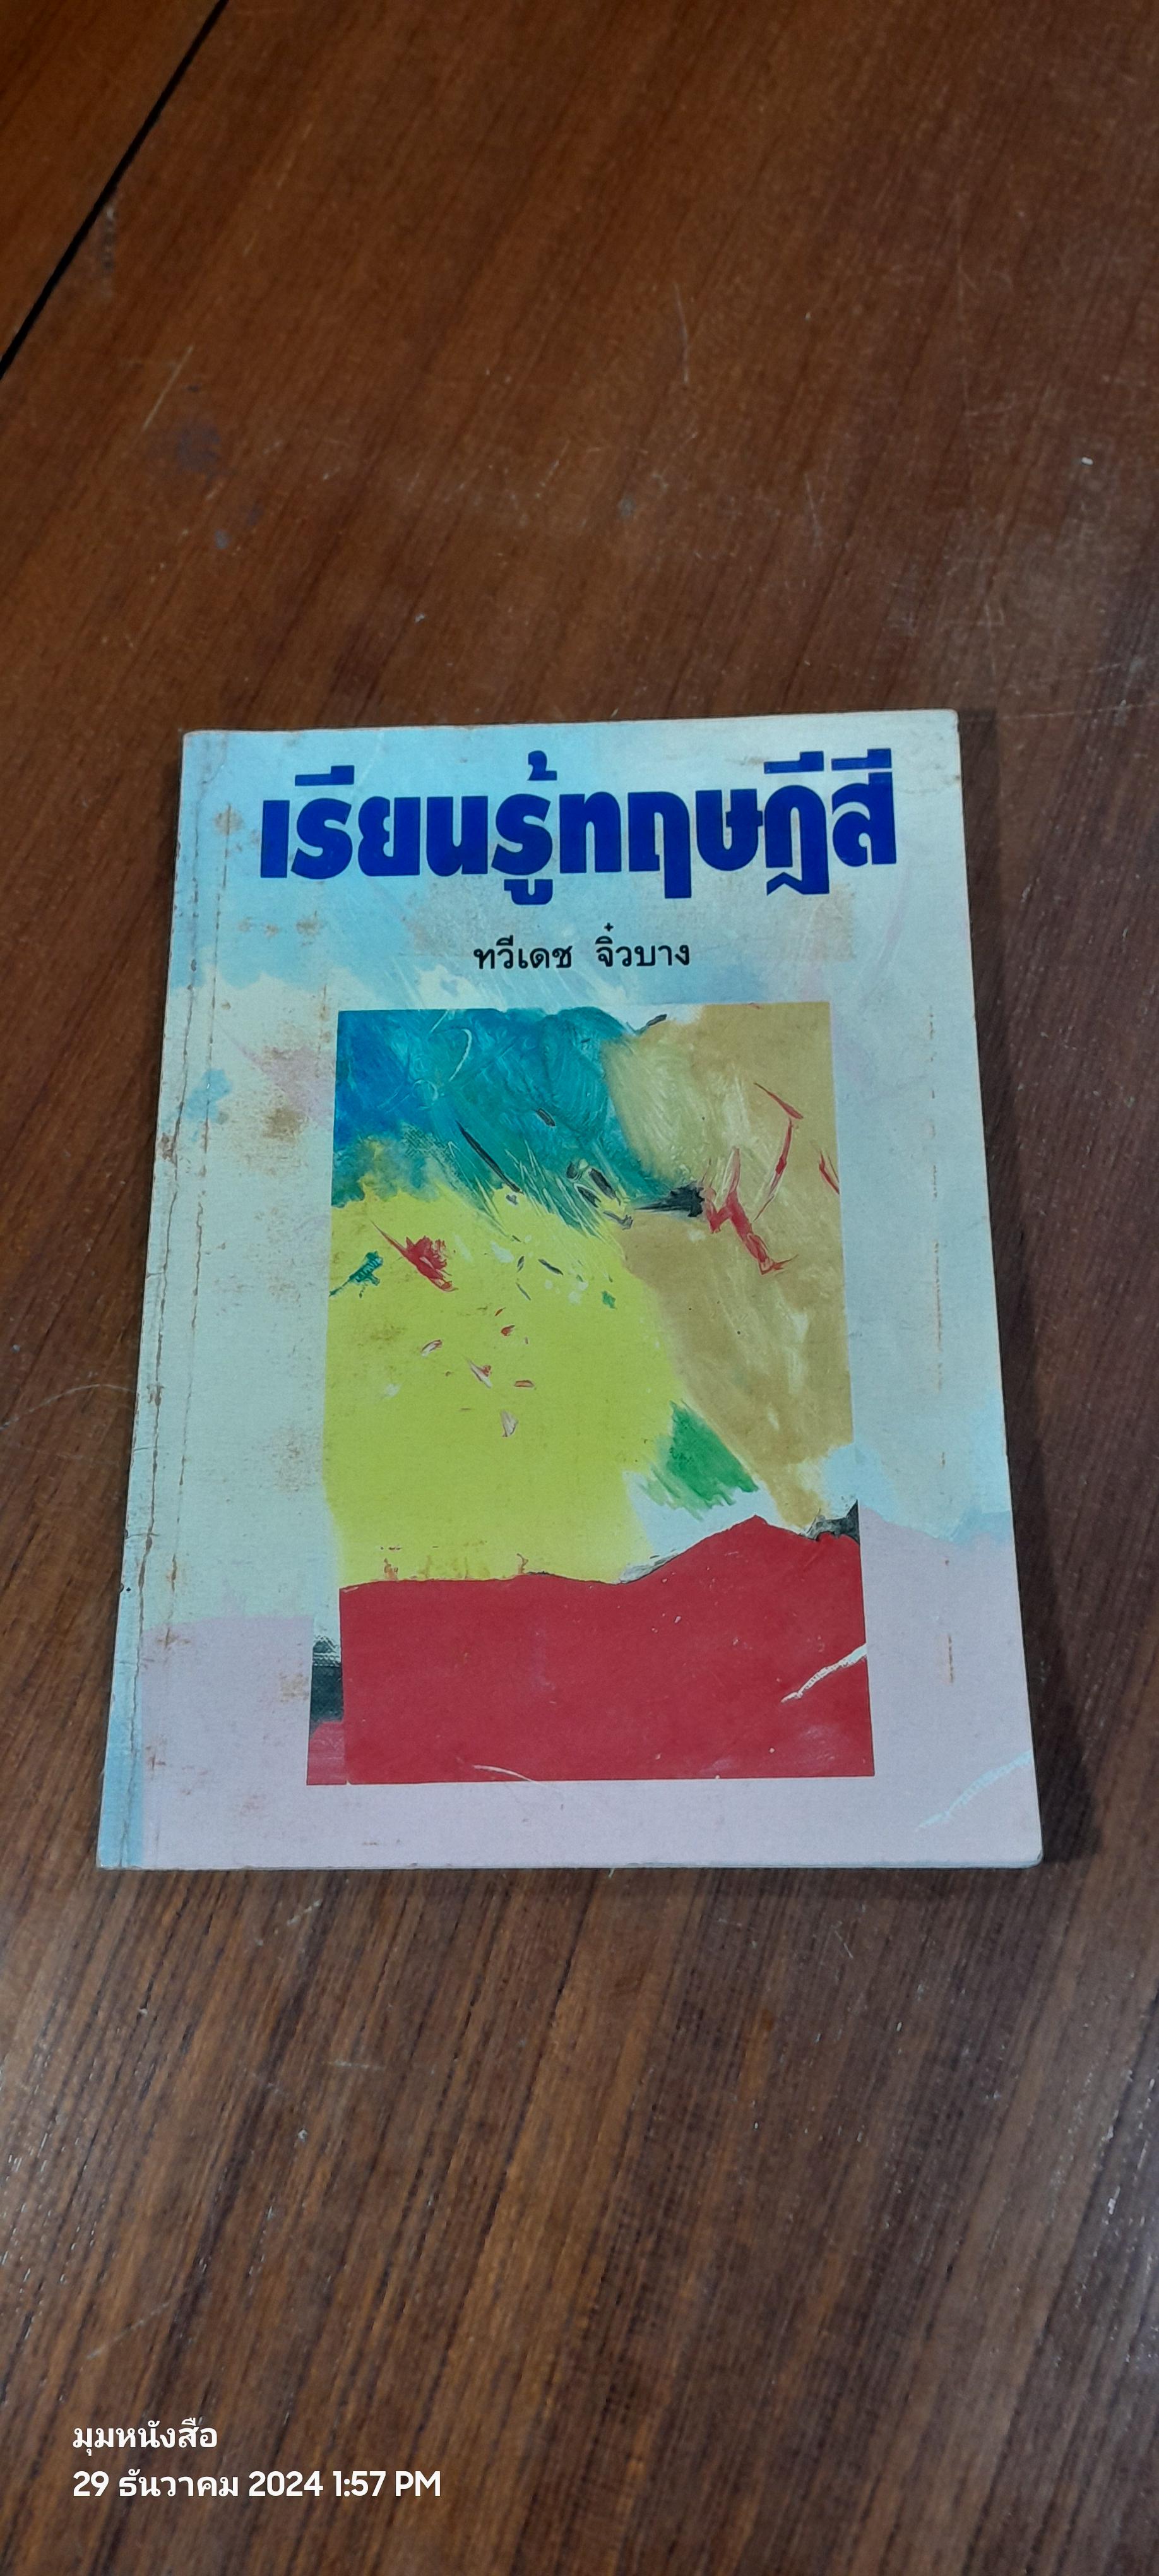 เรียนรู้ทฤษฎีสี
ทวีเดช จิ๋วบาง
มุมหนังสือ
29 ธันวาคม 2024 1:57 PM